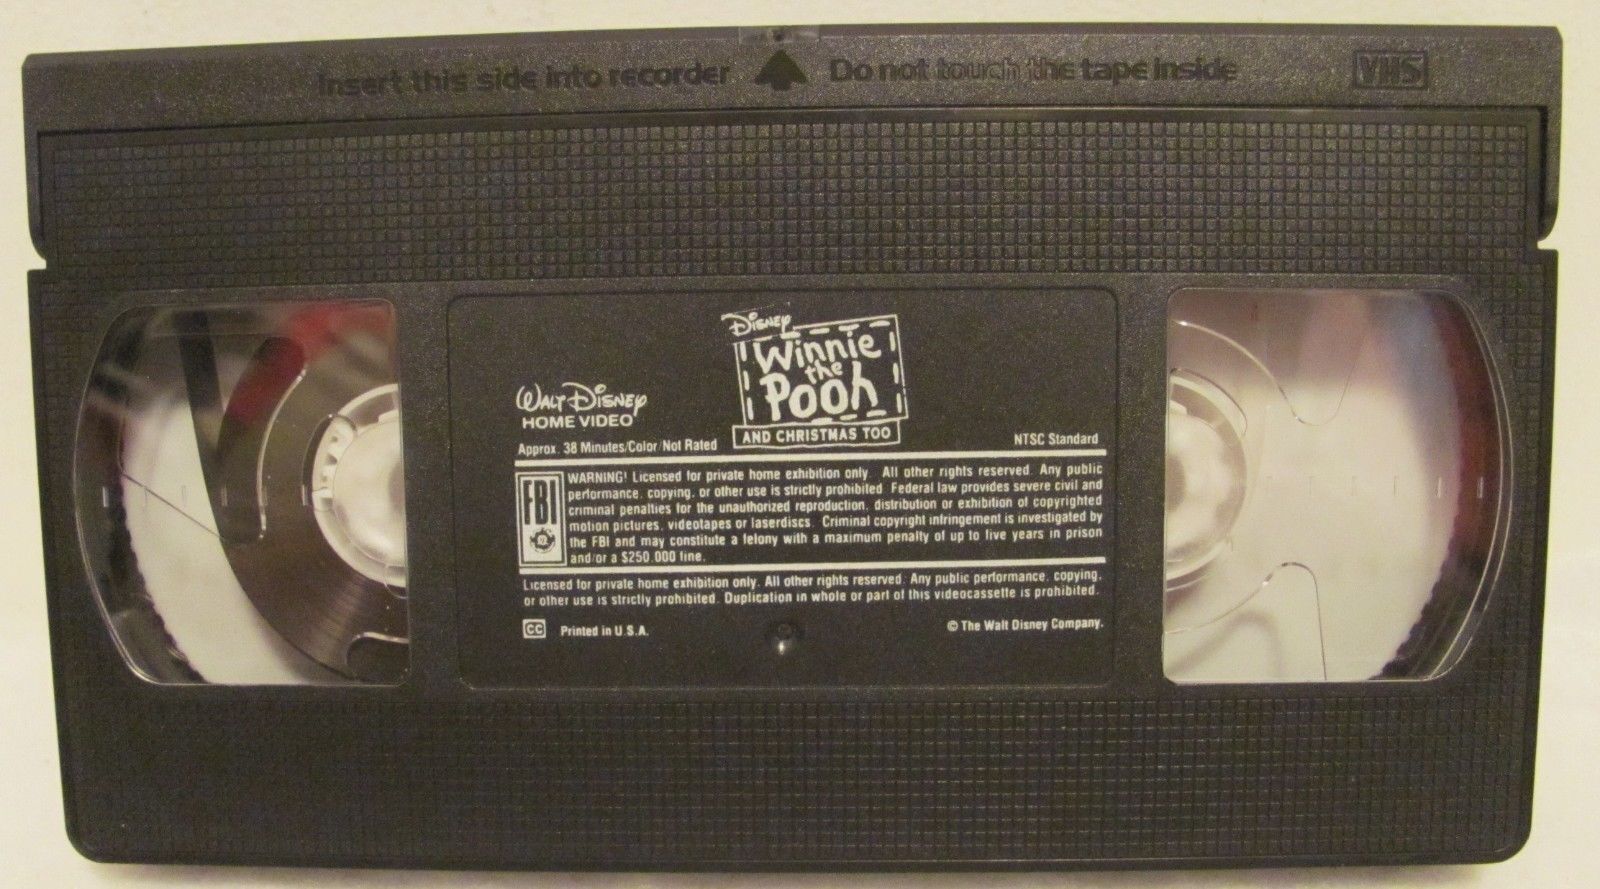 Insert this side into recorder Do not touch the tape inside VHS
Disney
Winnie
the
Pooh
AND CHRISTMAS TOO
Walt Disney
HOME VIDEO
Approx. 38 Minutes/Color/Not Rated NTSC Standard
FBI
WARNING! Licensed for private home exhibition only. All other rights reserved. Any public
performance, copying, or other use is strictly prohibited. Federal law provides severe civil and
criminal penalties for the unauthorized reproduction, distribution or exhibition of copyrighted
motion pictures, videotapes or laserdiscs. Criminal copyright infringement is investigated by
the FBI and may constitute a felony with a maximum penalty of up to five years in prison
and/or a $250,000 fine.
Licensed for private home exhibition only. All other rights reserved. Any public performance, copying,
or other use is strictly prohibited. Duplication in whole or part of this videocassette is prohibited.
CC Printed in U.S.A. © The Walt Disney Company.